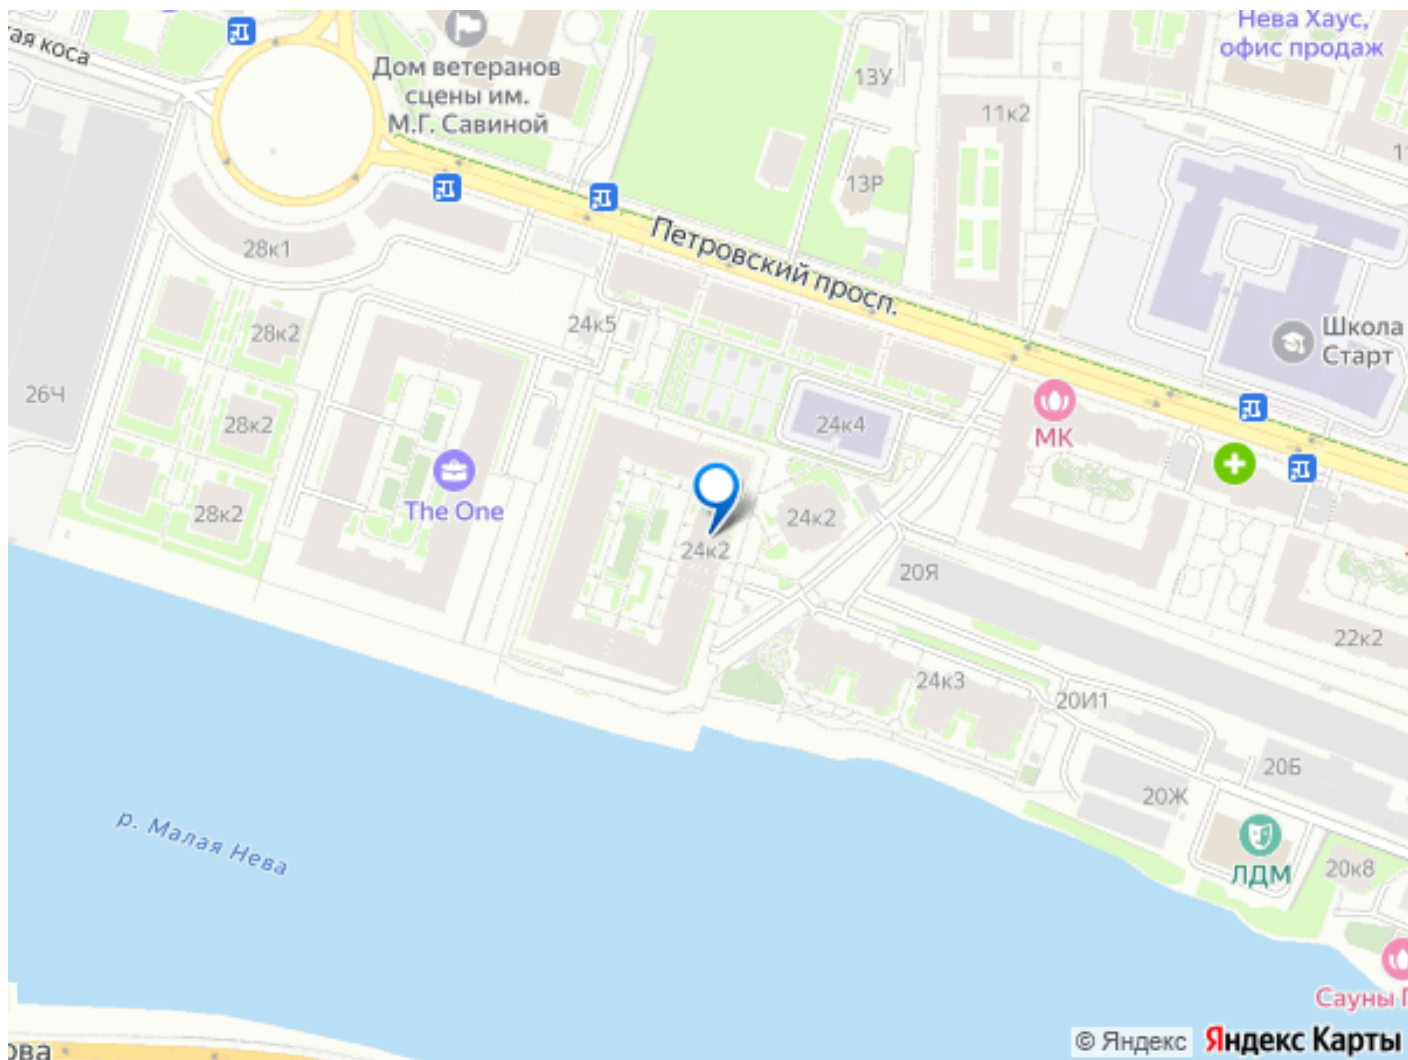 Нева Хаус,
офис продаж
ая коса
Дом ветеранов
сцены им.
М.Г. Савиной
13У
11к2
11
13Р
28к1
Петровский просп.
24к5
28к2
Школа
Старт
26Ч
28к2
24к4
МК
28к2
The One
24к2
24к2
20Я
22к2
24к3
20И1
20Б
20Ж
р. Малая Нева
ЛДМ
20к8
Сауны
ова
© Яндекс
Яндекс Карты